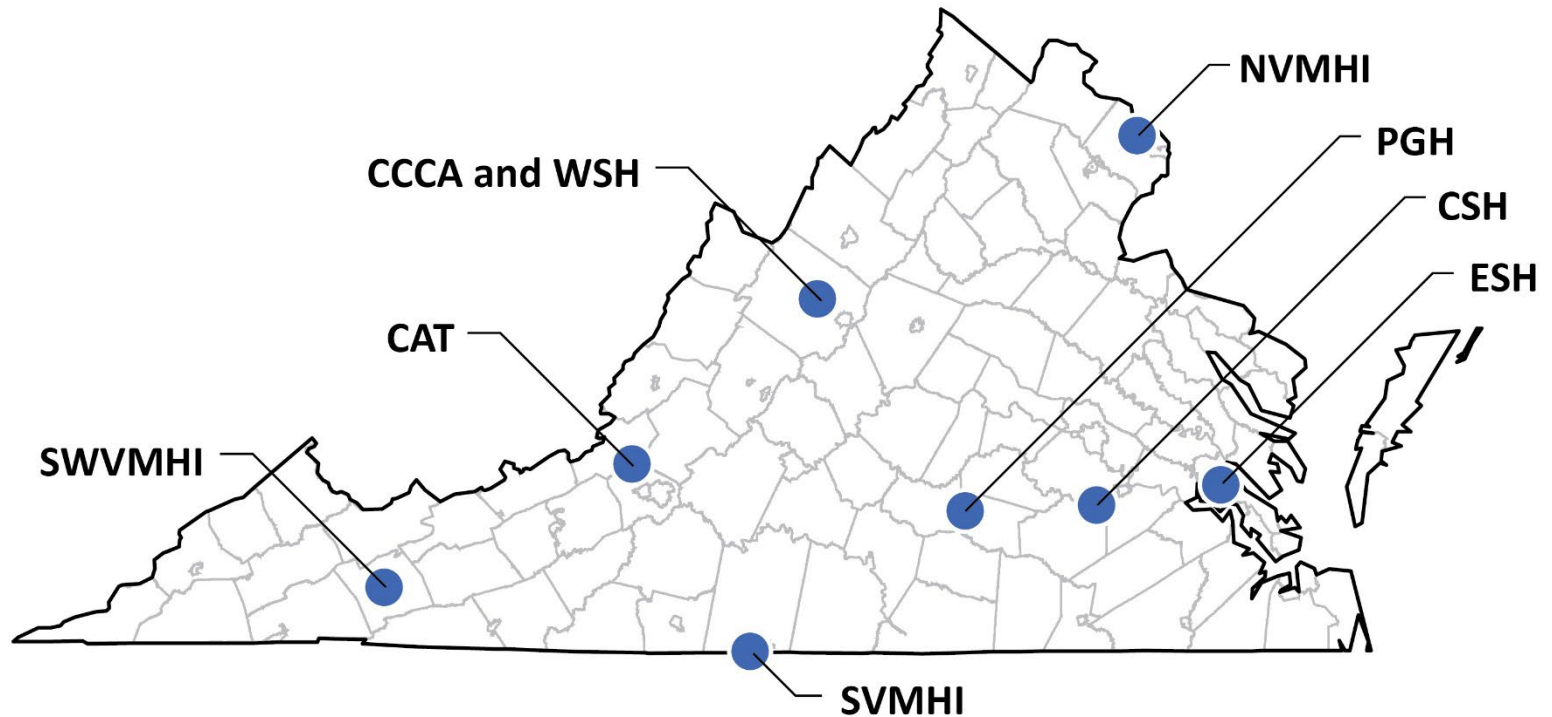 NVMHI
PGH
CCCA and WSH
CSH
ESH
CAT
SWVMHI
SVMHI